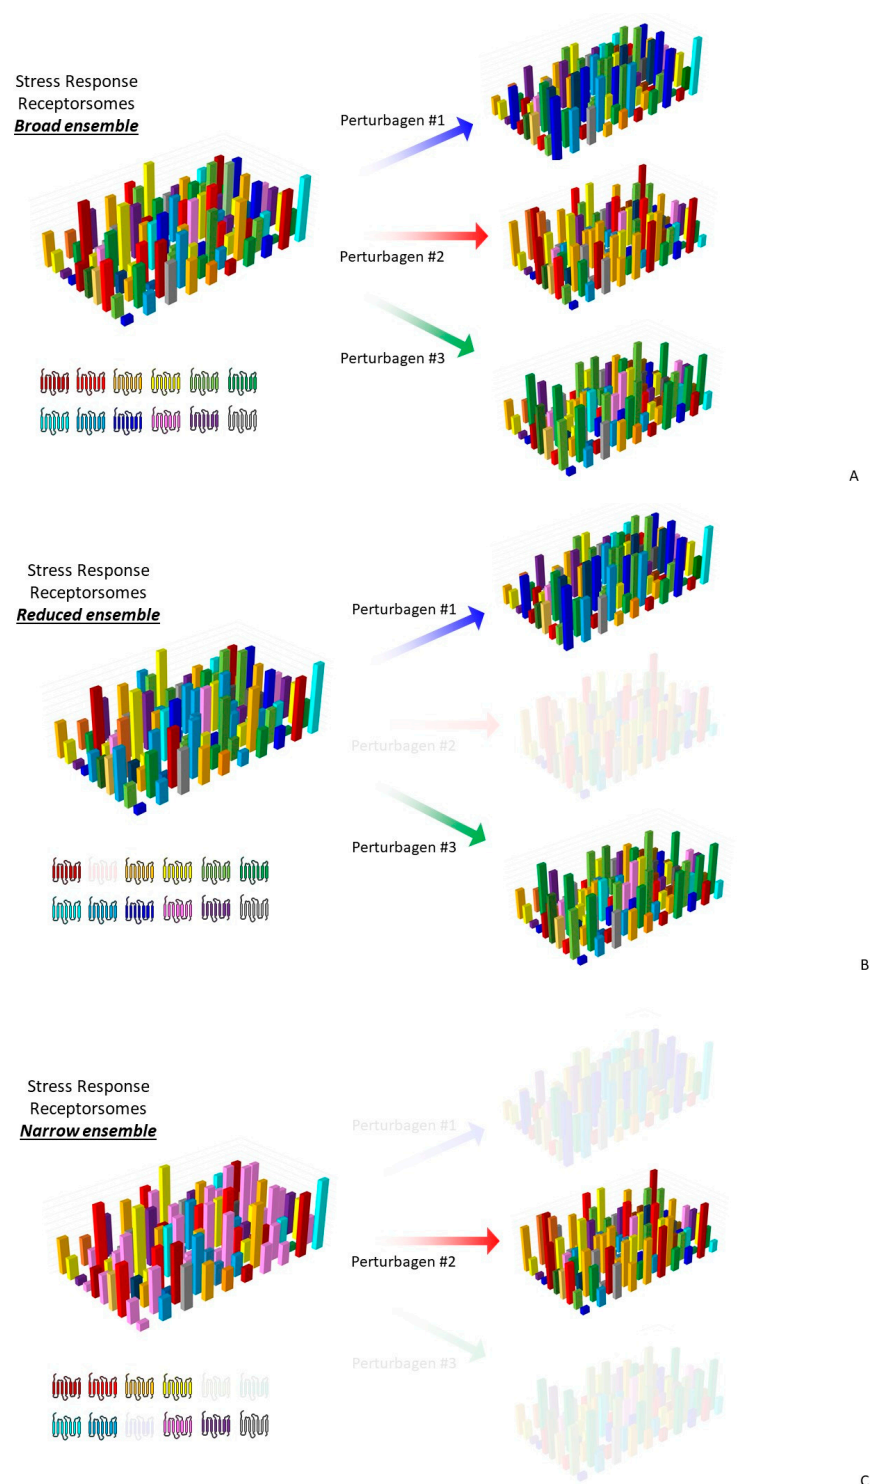 Stress Response
Receptorsomes
Broad ensemble
Perturbagen #1
Perturbagen #2
Perturbagen #3
A
Stress Response
Receptorsomes
Reduced ensemble
Perturbagen #1
Perturbagen #2
Perturbagen #3
B
Stress Response
Receptorsomes
Narrow ensemble
Perturbagen #1
Perturbagen #2
Perturbagen #3
C